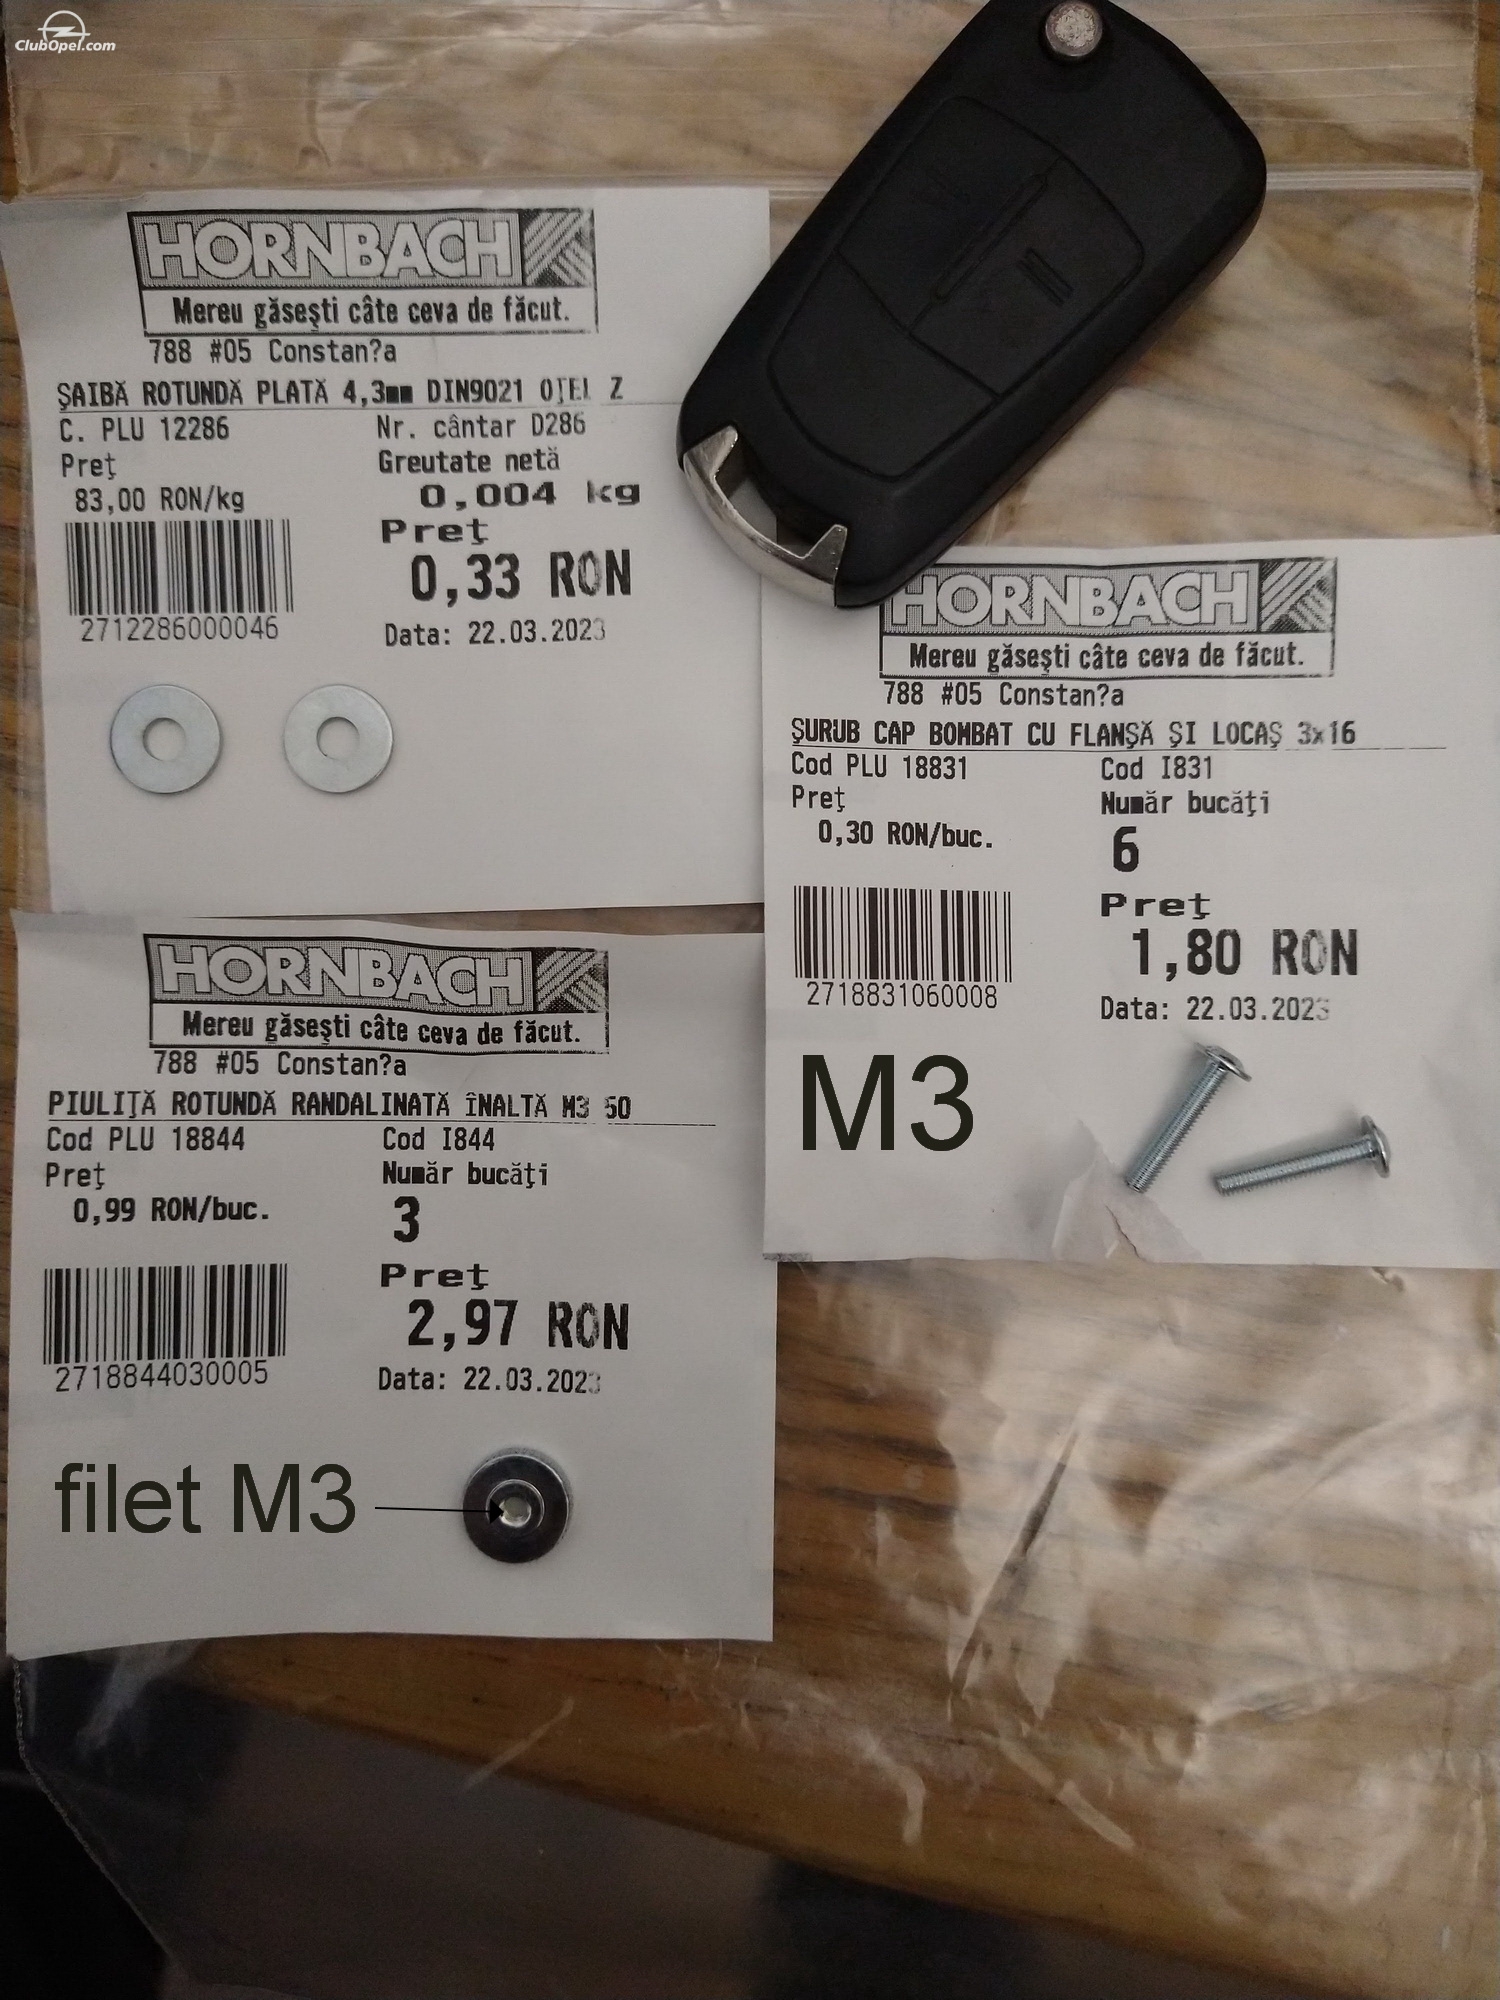 ClubOpel.com
HORNBACH
Mereu găsești câte ceva de făcut.
788 #05 Constan?a
ŞAIBĂ ROTUNDĂ PLATĂ 4,3mm DIN9021 OŢEL Z
C. PLU 12286 Nr. cântar D286
Preţ Greutate netă
83,00 RON/kg 0,004 kg
Preţ
0,33 RON
2712286000046 Data: 22.03.2023
HORNBACH
Mereu găsești câte ceva de făcut.
788 #05 Constan?a
ŞURUB CAP BOMBAT CU FLANŞĂ ŞI LOCAŞ 3x16
Cod PLU 18831 Cod I831
Preţ Număr bucăţi
0,30 RON/buc. 6
Preţ
1,80 RON
2718831060008 Data: 22.03.2023
M3
HORNBACH
Mereu găsești câte ceva de făcut.
788 #05 Constan?a
PIULIŢĂ ROTUNDĂ RANDALINATĂ ÎNALTĂ M3 50
Cod PLU 18844 Cod I844
Preţ Număr bucăţi
0,99 RON/buc. 3
Preţ
2,97 RON
2718844030005 Data: 22.03.2023
filet M3